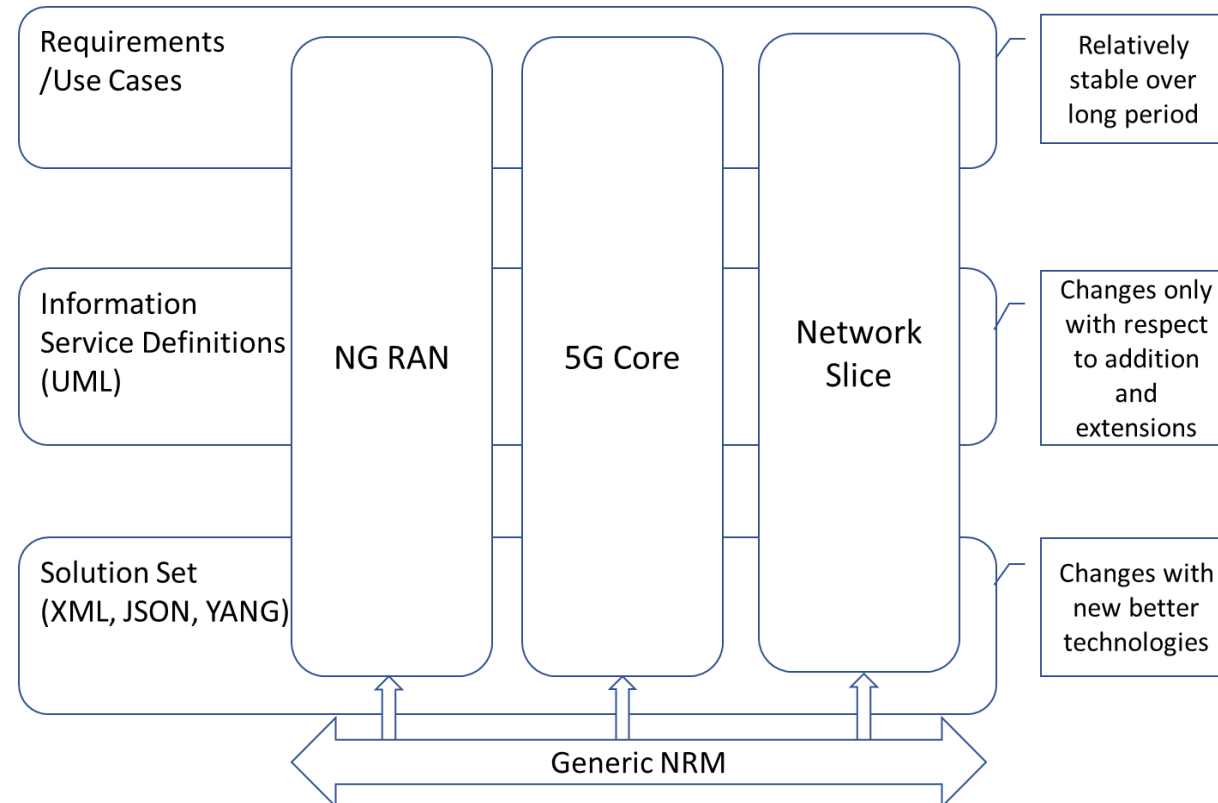 Requirements
/Use Cases
Relatively
stable over
long period
Information
Service Definitions
(UML)
NG RAN
5G Core
Network
Slice
Changes only
with respect
to addition
and
extensions
Solution Set
(XML, JSON, YANG)
Changes with
new better
technologies
Generic NRM